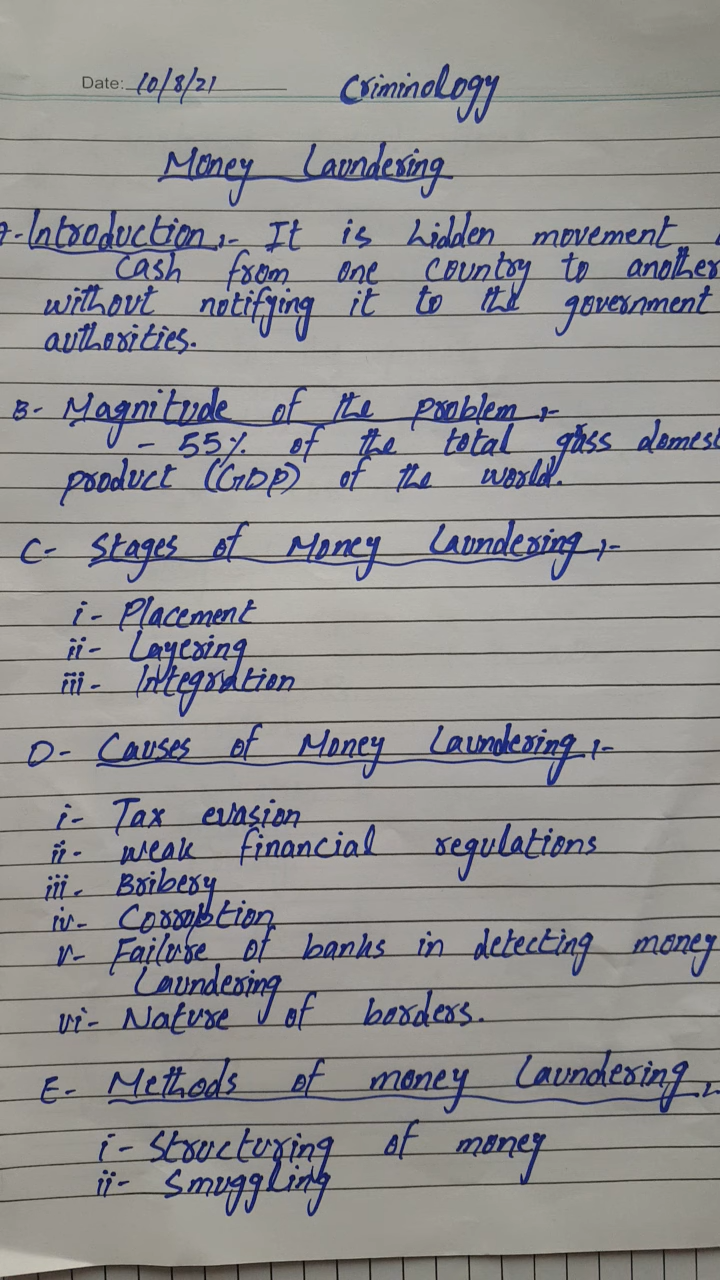 Date: 10/8/21 Criminology
Money Laundering
A- Introduction :- It is hidden movement
cash from one country to another
without notifying it to the government
authorities.
B- Magnitude of the problem :-
- 55% of the total gross domest
product (GDP) of the world.
C- Stages of Money Laundering :-
i- Placement
ii- Layering
iii- Integration
D- Causes of Money Laundering :-
i- Tax evasion
ii- weak financial regulations
iii- Bribery
iv- Corruption
v- Failure of banks in detecting money
Laundering
vi- Nature of borders.
E- Methods of money Laundering :-
i- Structuring of money
ii- Smuggling